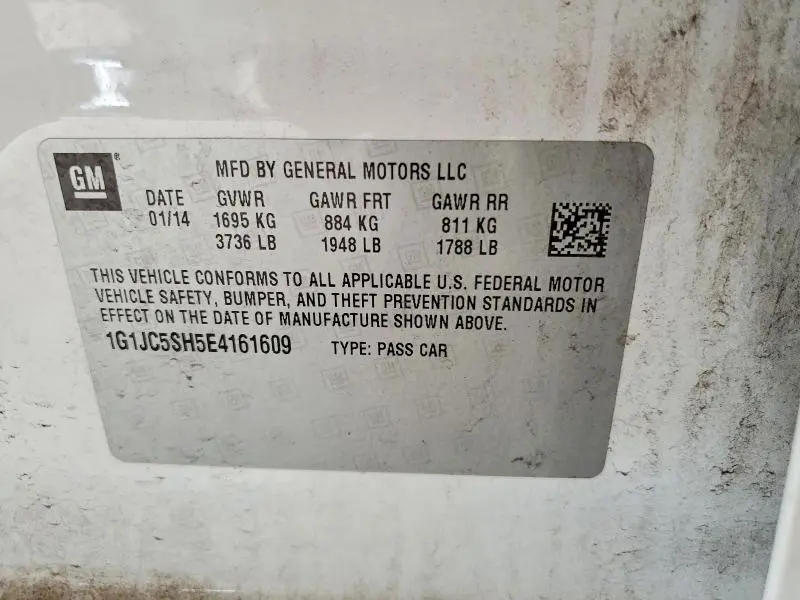 GM®
MFD BY GENERAL MOTORS LLC
DATE GVWR GAWR FRT GAWR RR
01/14 1695 KG 884 KG 811 KG
3736 LB 1948 LB 1788 LB
THIS VEHICLE CONFORMS TO ALL APPLICABLE U.S. FEDERAL MOTOR
VEHICLE SAFETY, BUMPER, AND THEFT PREVENTION STANDARDS IN
EFFECT ON THE DATE OF MANUFACTURE SHOWN ABOVE.
1G1JC5SH5E4161609 TYPE: PASS CAR